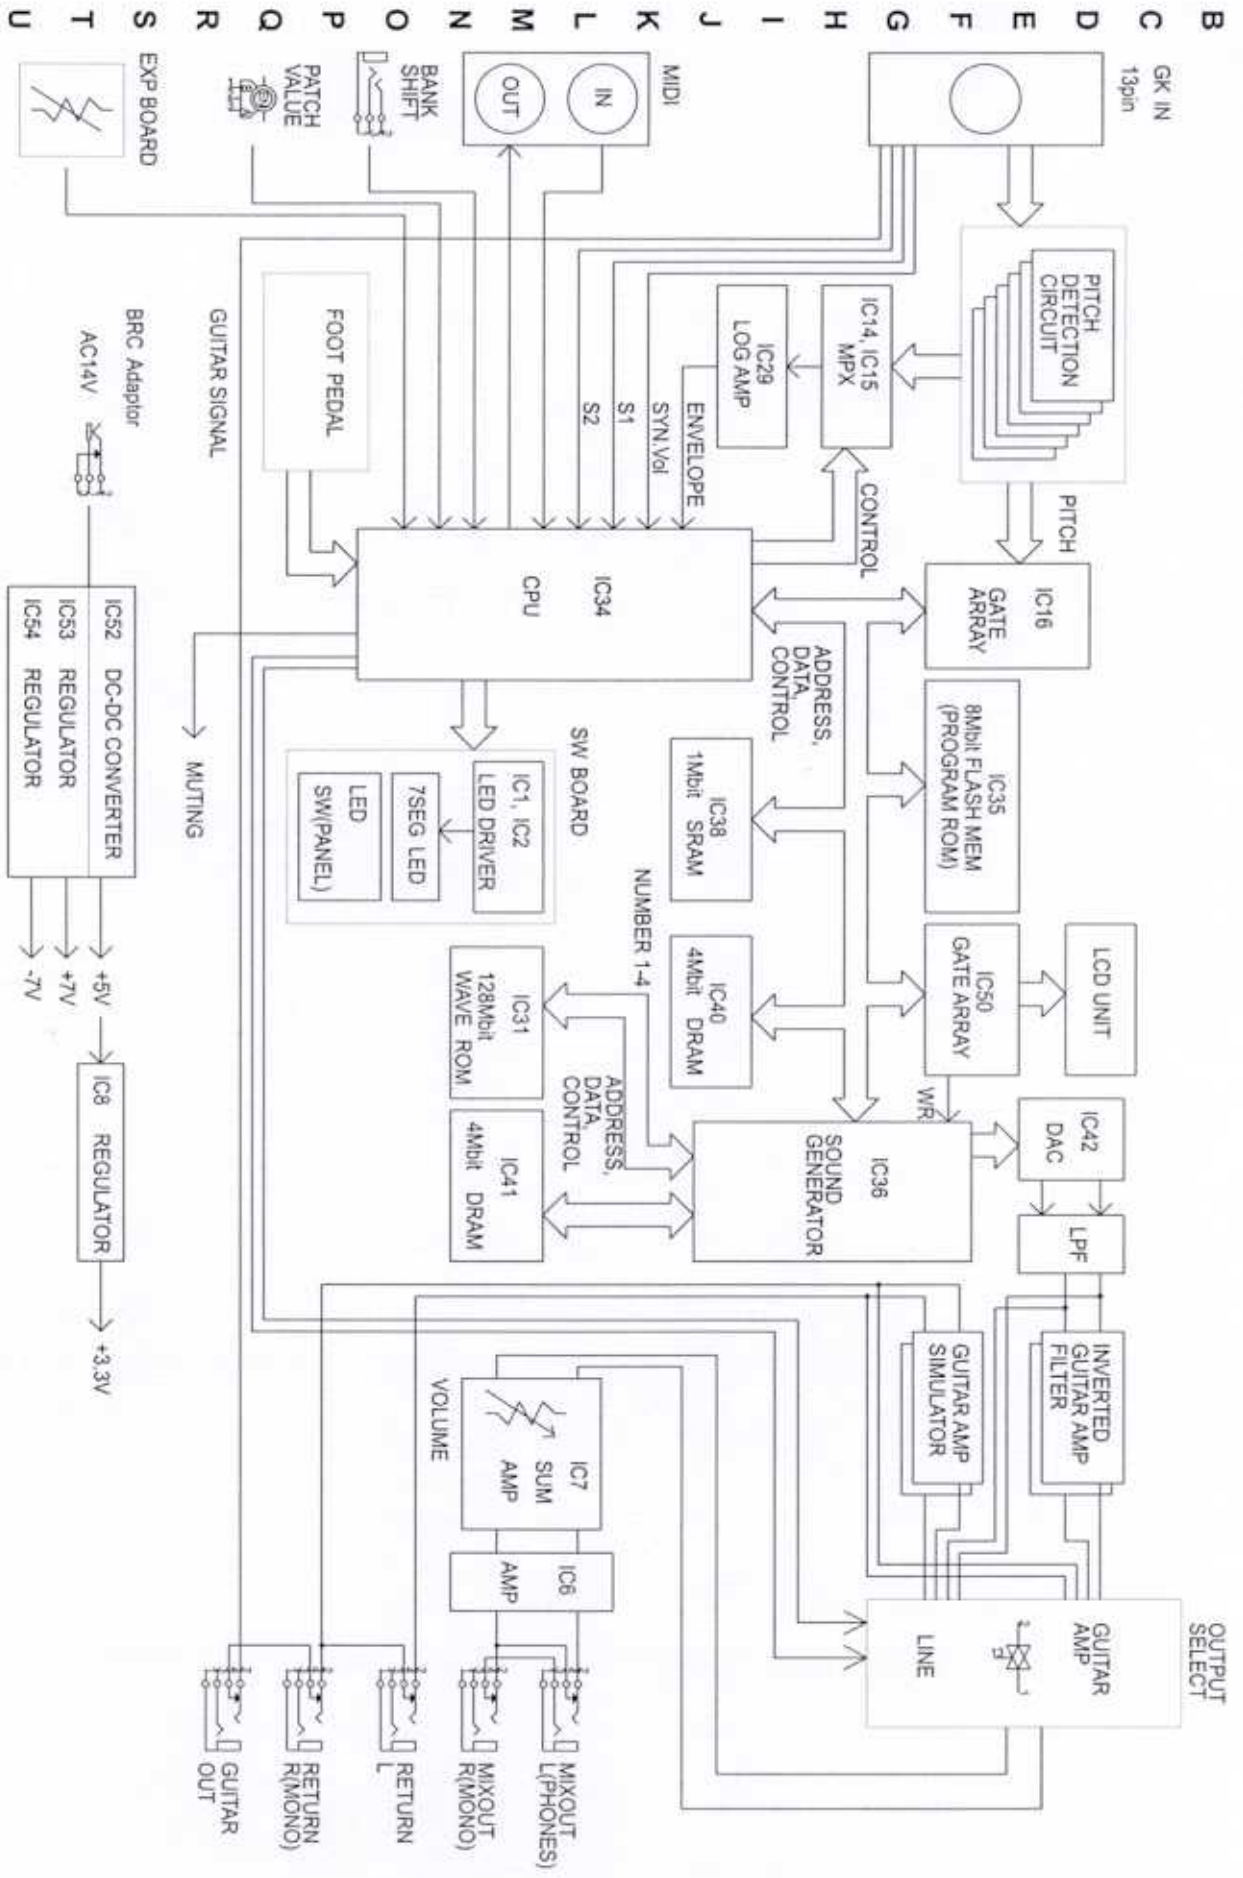 U T S R Q P O N M L K J I H G F E D C B
GK IN
13pin
MIDI
IN
OUT
BANK
SHIFT
PATCH
VALUE
EXP BOARD
PITCH
DETECTION
CIRCUIT
IC14, IC15
MPX
IC29
LOG AMP
ENVELOPE
SYN.Vol
S1
S2
FOOT PEDAL
GUITAR SIGNAL
BRC Adaptor
AC14V
PITCH
CONTROL
IC16
GATE
ARRAY
IC34
CPU
ADDRESS,
DATA,
CONTROL
IC35
8Mbit FLASH MEM
(PROGRAM ROM)
IC38
1Mbit SRAM
SW BOARD
IC1, IC2
LED DRIVER
7SEG LED
LED
SW(PANEL)
MUTING
IC52 DC-DC CONVERTER
IC53 REGULATOR
IC54 REGULATOR
LCD UNIT
IC50
GATE ARRAY
WR
IC40
4Mbit DRAM
NUMBER 1-4
IC31
128Mbit
WAVE ROM
+5V
+7V
-7V
IC42
DAC
LPF
IC36
SOUND
GENERATOR
ADDRESS,
DATA,
CONTROL
IC41
4Mbit DRAM
IC8 REGULATOR
+3.3V
INVERTED
GUITAR AMP
FILTER
GUITAR AMP
SIMULATOR
IC7
SUM
AMP
VOLUME
IC6
AMP
OUTPUT
SELECT
GUITAR
AMP
2
13
1
LINE
MIXOUT
L(PHONES)
MIXOUT
R(MONO)
RETURN
L
RETURN
R(MONO)
GUITAR
OUT